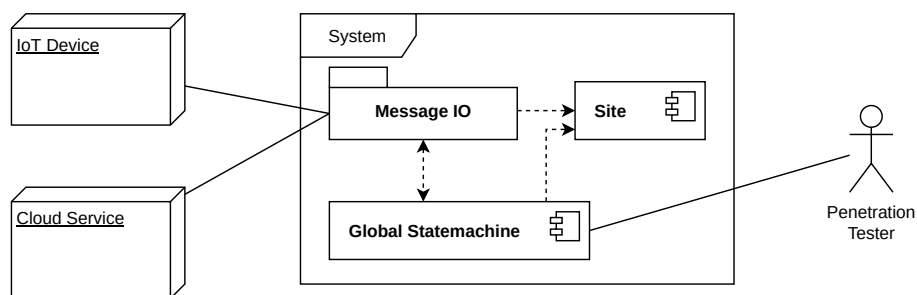 IoT Device
System
Message IO
Site
Cloud Service
Global Statemachine
Penetration
Tester